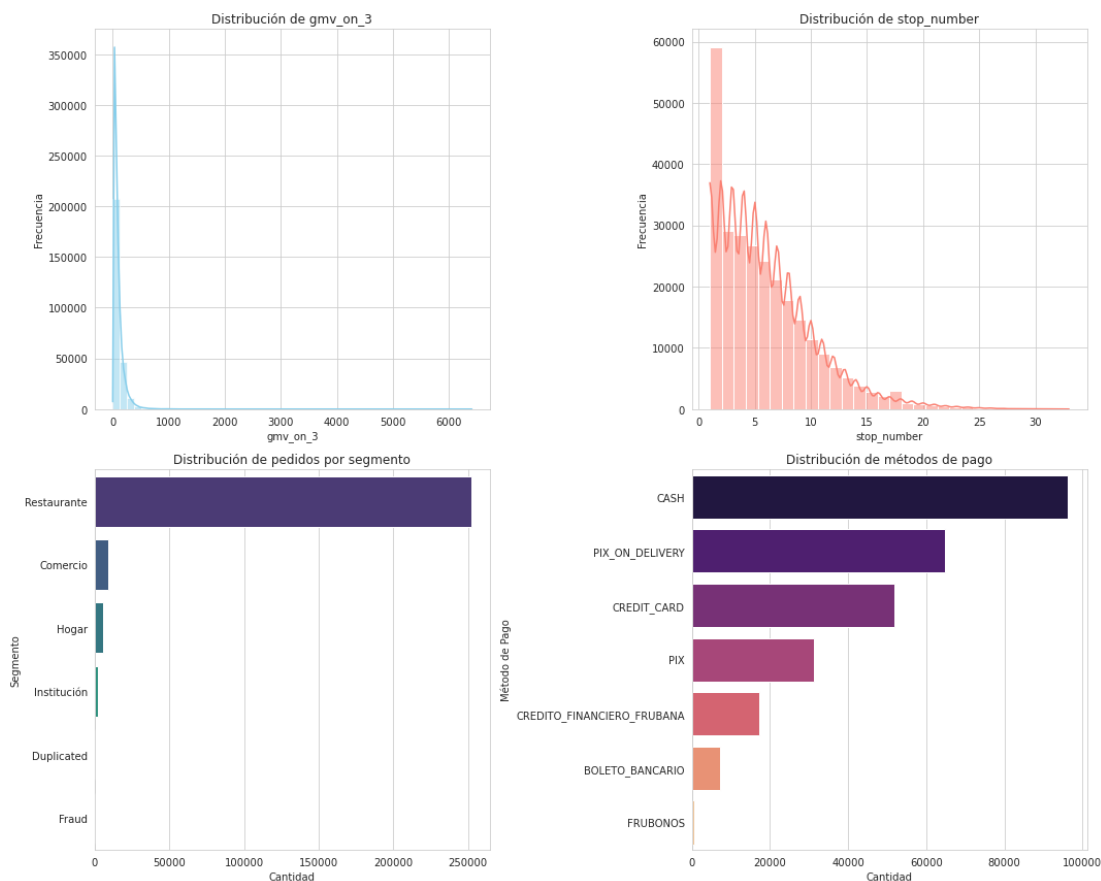 Distribución de gmv_on_3
Frecuencia
350000
300000
250000
200000
150000
100000
50000
0
0 1000 2000 3000 4000 5000 6000
gmv_on_3
Distribución de stop_number
Frecuencia
60000
50000
40000
30000
20000
10000
0
0 5 10 15 20 25 30
stop_number
Distribución de pedidos por segmento
Segmento
Restaurante
Comercio
Hogar
Institución
Duplicated
Fraud
0 50000 100000 150000 200000 250000
Cantidad
Distribución de métodos de pago
Método de Pago
CASH
PIX_ON_DELIVERY
CREDIT_CARD
PIX
CREDITO_FINANCIERO_FRUBANA
BOLETO_BANCARIO
FRUBONOS
0 20000 40000 60000 80000 100000
Cantidad